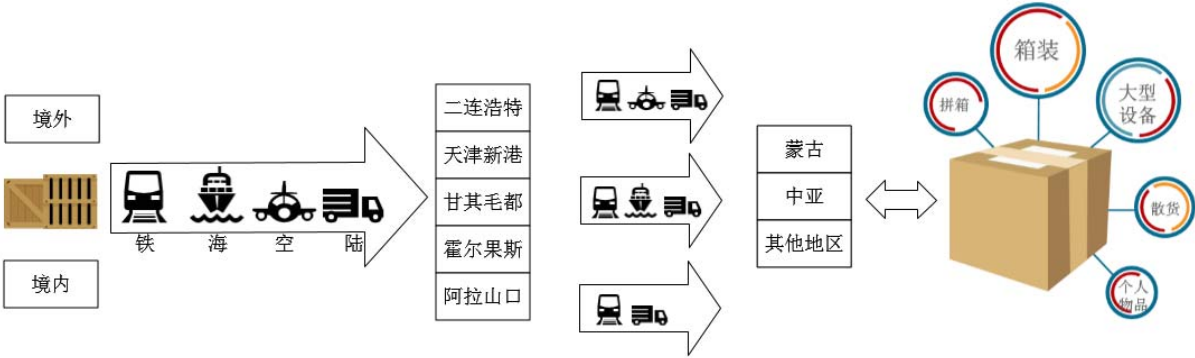 境外
境内
铁 海 空 陆
二连浩特
天津新港
甘其毛都
霍尔果斯
阿拉山口
蒙古
中亚
其他地区
箱装
拼箱
大型
设备
散货
个人
物品